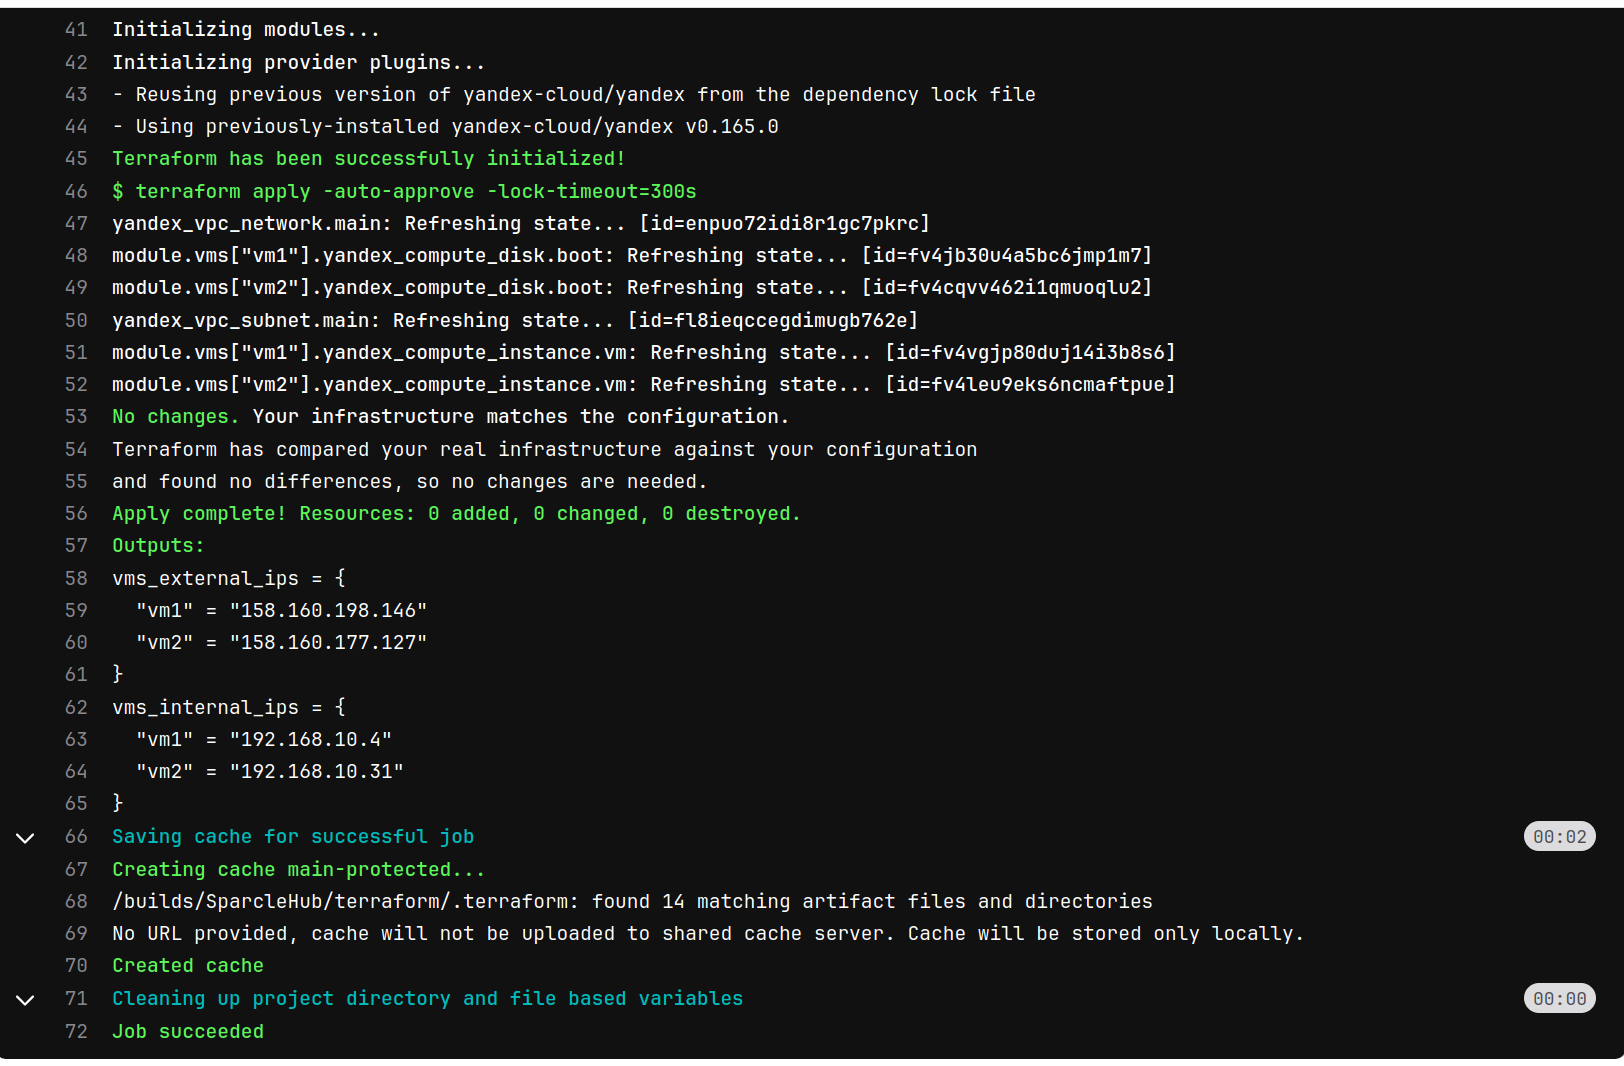 41 Initializing modules...
42 Initializing provider plugins...
43 - Reusing previous version of yandex-cloud/yandex from the dependency lock file
44 - Using previously-installed yandex-cloud/yandex v0.165.0
45 Terraform has been successfully initialized!
46 $ terraform apply -auto-approve -lock-timeout=300s
47 yandex_vpc_network.main: Refreshing state... [id=enpuo72idi8r1gc7pkrc]
48 module.vms["vm1"].yandex_compute_disk.boot: Refreshing state... [id=fv4jb30u4a5bc6jmp1m7]
49 module.vms["vm2"].yandex_compute_disk.boot: Refreshing state... [id=fv4cqvv462i1qmuoqlu2]
50 yandex_vpc_subnet.main: Refreshing state... [id=fl8ieqccegdimugb762e]
51 module.vms["vm1"].yandex_compute_instance.vm: Refreshing state... [id=fv4vgjp80duj14i3b8s6]
52 module.vms["vm2"].yandex_compute_instance.vm: Refreshing state... [id=fv4leu9eks6ncmaftpue]
53 No changes. Your infrastructure matches the configuration.
54 Terraform has compared your real infrastructure against your configuration
55 and found no differences, so no changes are needed.
56 Apply complete! Resources: 0 added, 0 changed, 0 destroyed.
57 Outputs:
58 vms_external_ips = {
59   "vm1" = "158.160.198.146"
60   "vm2" = "158.160.177.127"
61 }
62 vms_internal_ips = {
63   "vm1" = "192.168.10.4"
64   "vm2" = "192.168.10.31"
65 }
66 Saving cache for successful job 00:02
67 Creating cache main-protected...
68 /builds/SparcleHub/terraform/.terraform: found 14 matching artifact files and directories
69 No URL provided, cache will not be uploaded to shared cache server. Cache will be stored only locally.
70 Created cache
71 Cleaning up project directory and file based variables 00:00
72 Job succeeded